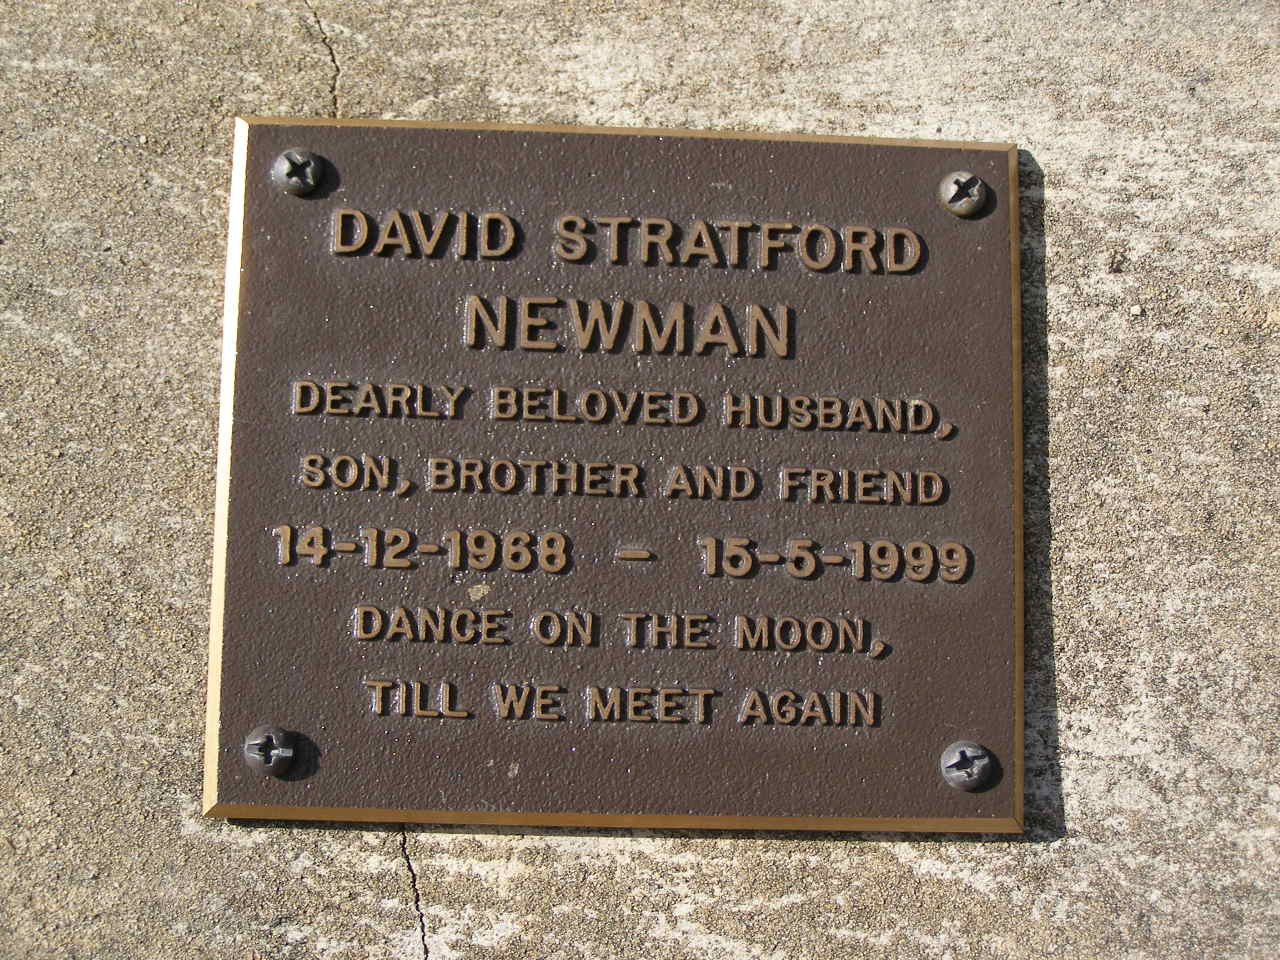 DAVID STRATFORD
NEWMAN
DEARLY BELOVED HUSBAND,
SON, BROTHER AND FRIEND
14-12-1968 - 15-5-1999
DANCE ON THE MOON,
TILL WE MEET AGAIN